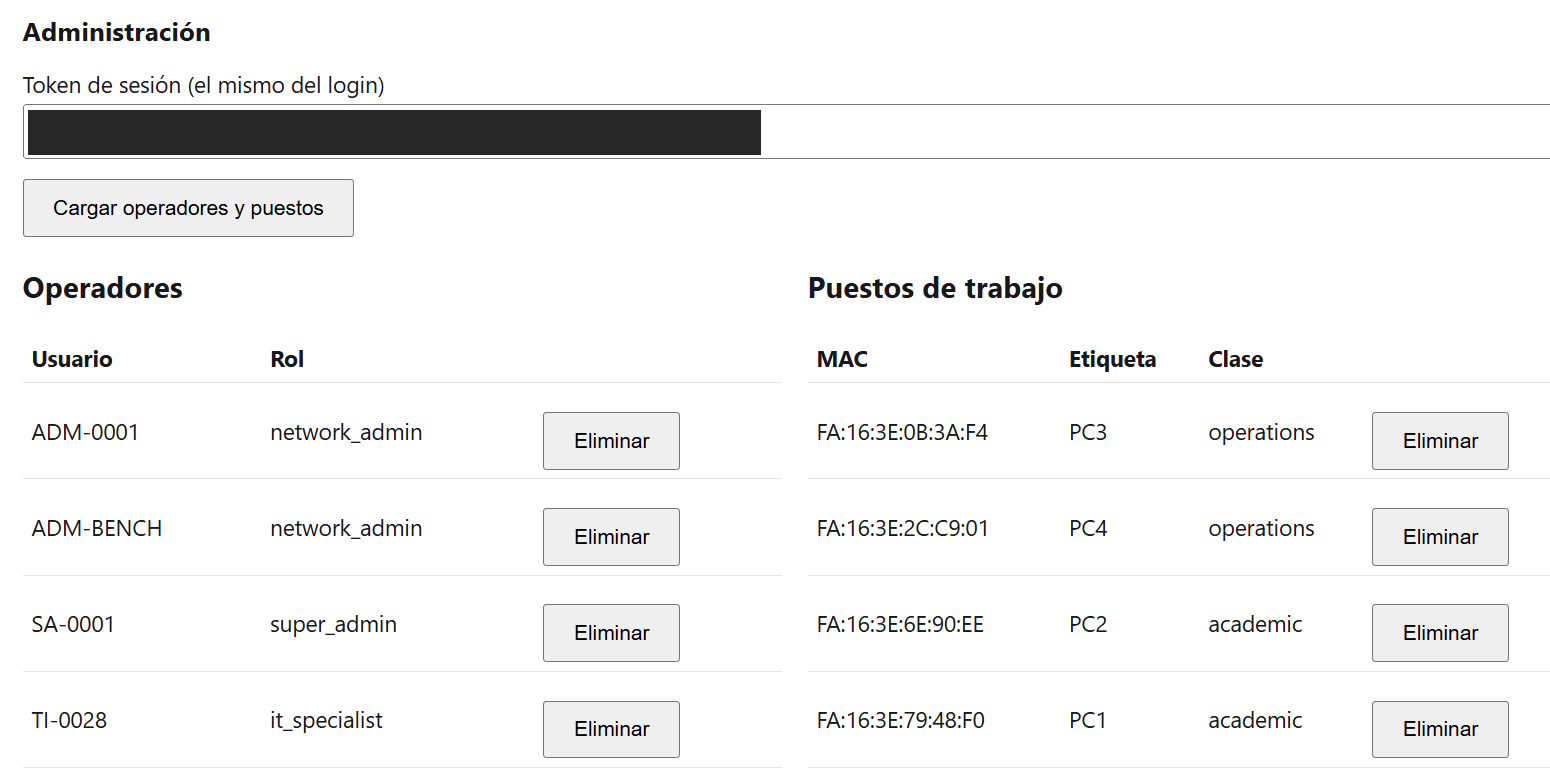 Administración
Token de sesión (el mismo del login)
Cargar operadores y puestos
Operadores
Usuario Rol
ADM-0001 network_admin Eliminar
ADM-BENCH network_admin Eliminar
SA-0001 super_admin Eliminar
TI-0028 it_specialist Eliminar
Puestos de trabajo
MAC Etiqueta Clase
FA:16:3E:0B:3A:F4 PC3 operations Eliminar
FA:16:3E:2C:C9:01 PC4 operations Eliminar
FA:16:3E:6E:90:EE PC2 academic Eliminar
FA:16:3E:79:48:F0 PC1 academic Eliminar